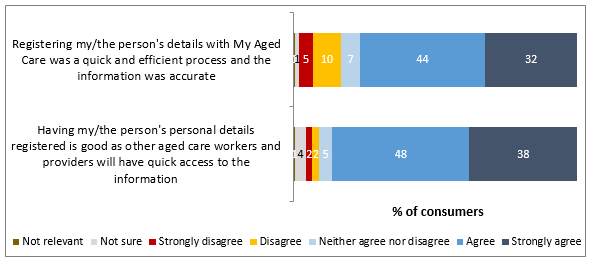 Registering my/the person's details with My Aged
Care was a quick and efficient process and the
information was accurate
1 5 10 7 44 32
Having my/the person's personal details
registered is good as other aged care workers and
providers will have quick access to the
information
4 2 2 5 48 38
% of consumers
Not relevant Not sure Strongly disagree Disagree Neither agree nor disagree Agree Strongly agree